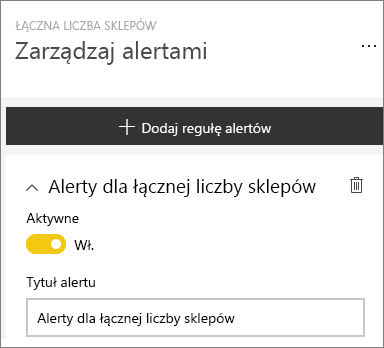 ŁĄCZNA LICZBA SKLEPÓW
Zarządzaj alertami
Dodaj regułę alertów
Alerty dla łącznej liczby sklepów
Aktywne
Wł.
Tytuł alertu
Alerty dla łącznej liczby sklepów